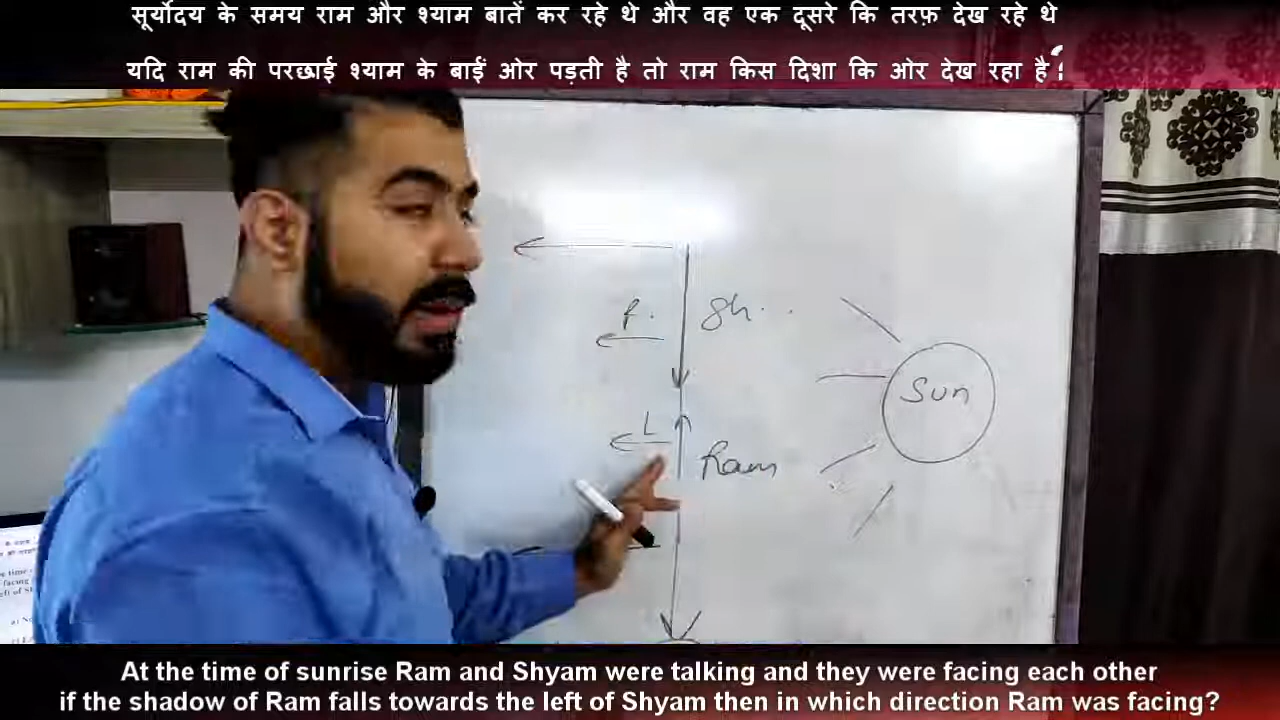 सूर्योदय के समय राम और श्याम बातें कर रहे थे और वह एक दूसरे कि तरफ़ देख रहे थे
यदि राम की परछाई श्याम के बाईं ओर पड़ती है तो राम किस दिशा कि ओर देख रहा है
Sh..
Sun
L
Ram
At the time of sunrise Ram and Shyam were talking and they were facing each other
if the shadow of Ram falls towards the left of Shyam then in which direction Ram was facing?